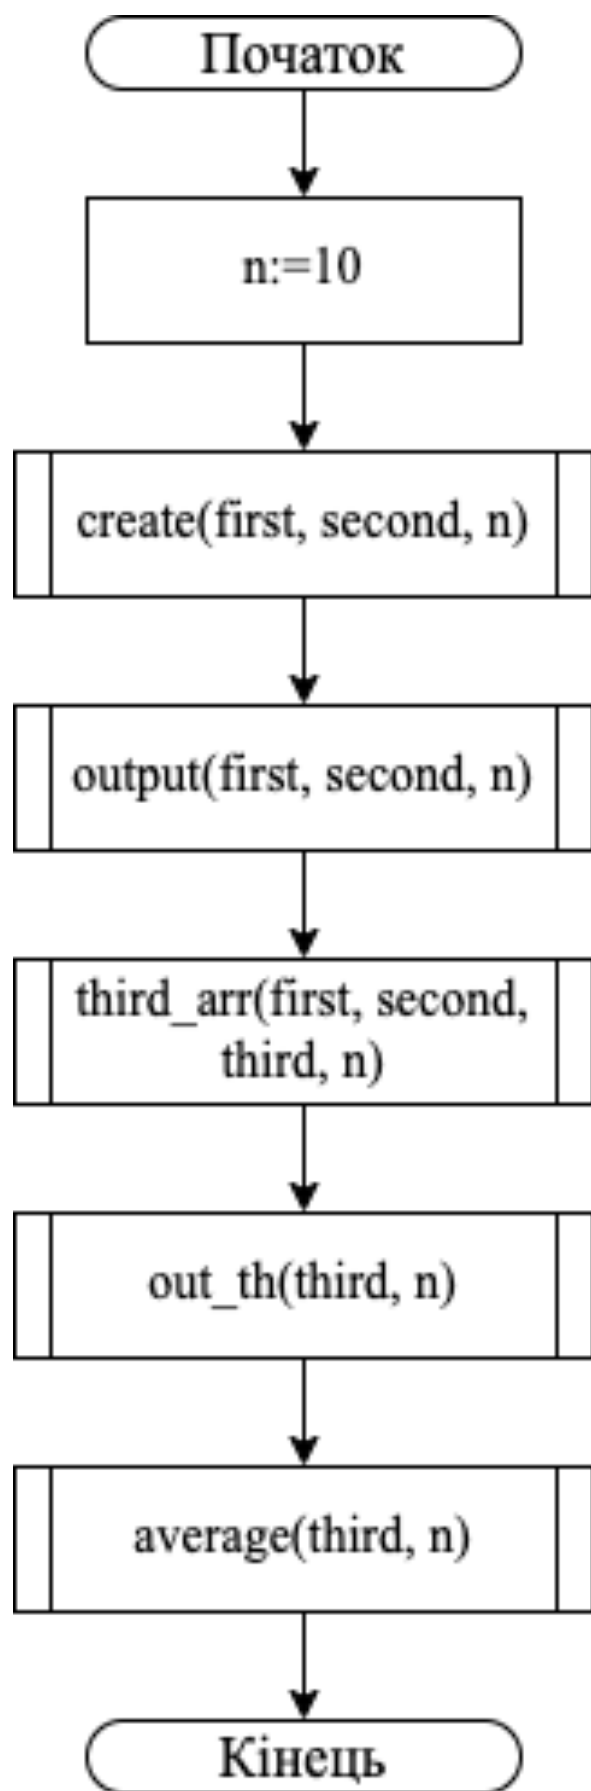 Початок
n:=10
create(first, second, n)
output(first, second, n)
third_arr(first, second,
third, n)
out_th(third, n)
average(third, n)
Кінець